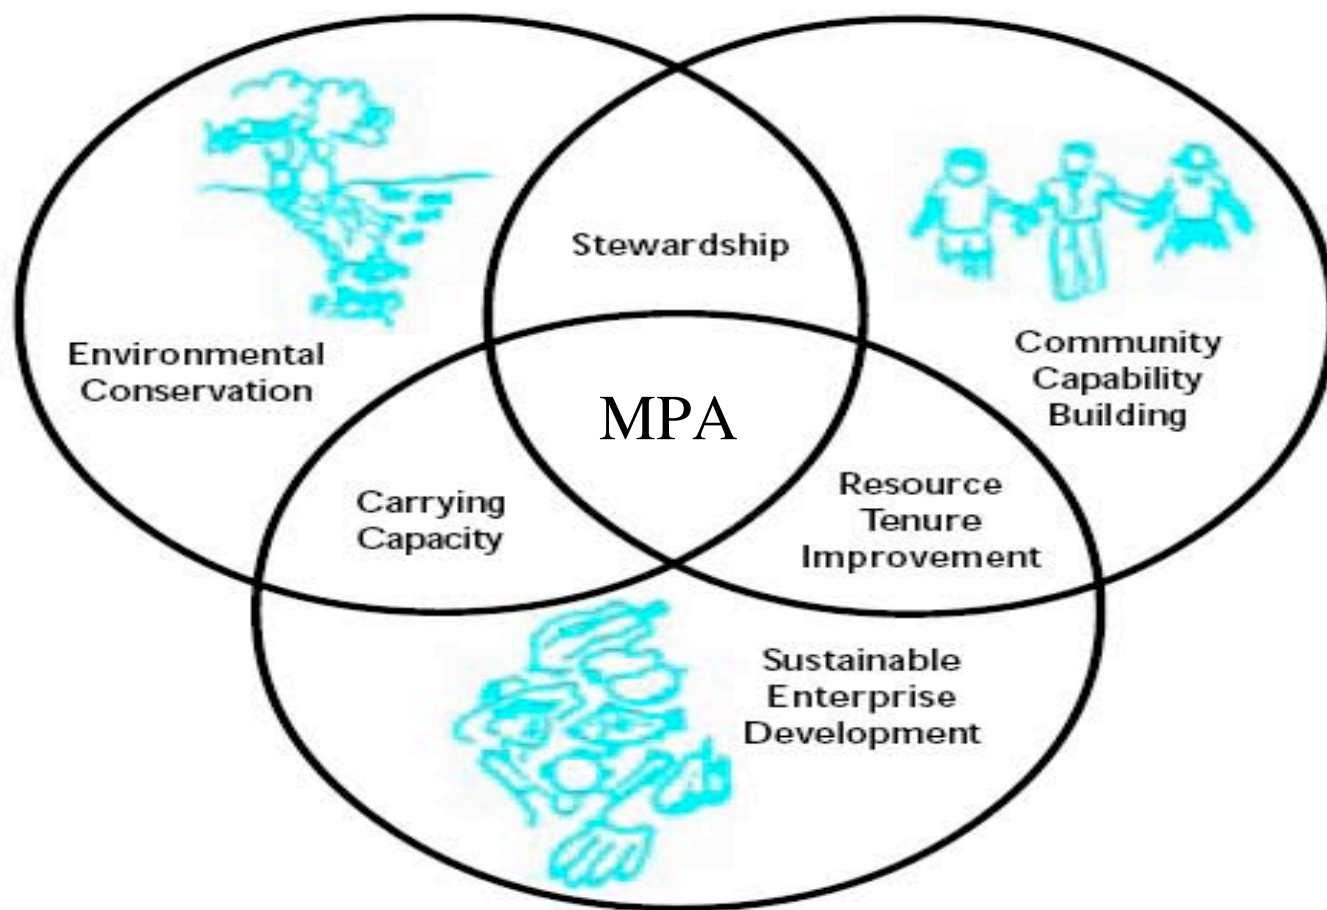 Stewardship
Environmental
Conservation
Community
Capability
Building
MPA
Carrying
Capacity
Resource
Tenure
Improvement
Sustainable
Enterprise
Development